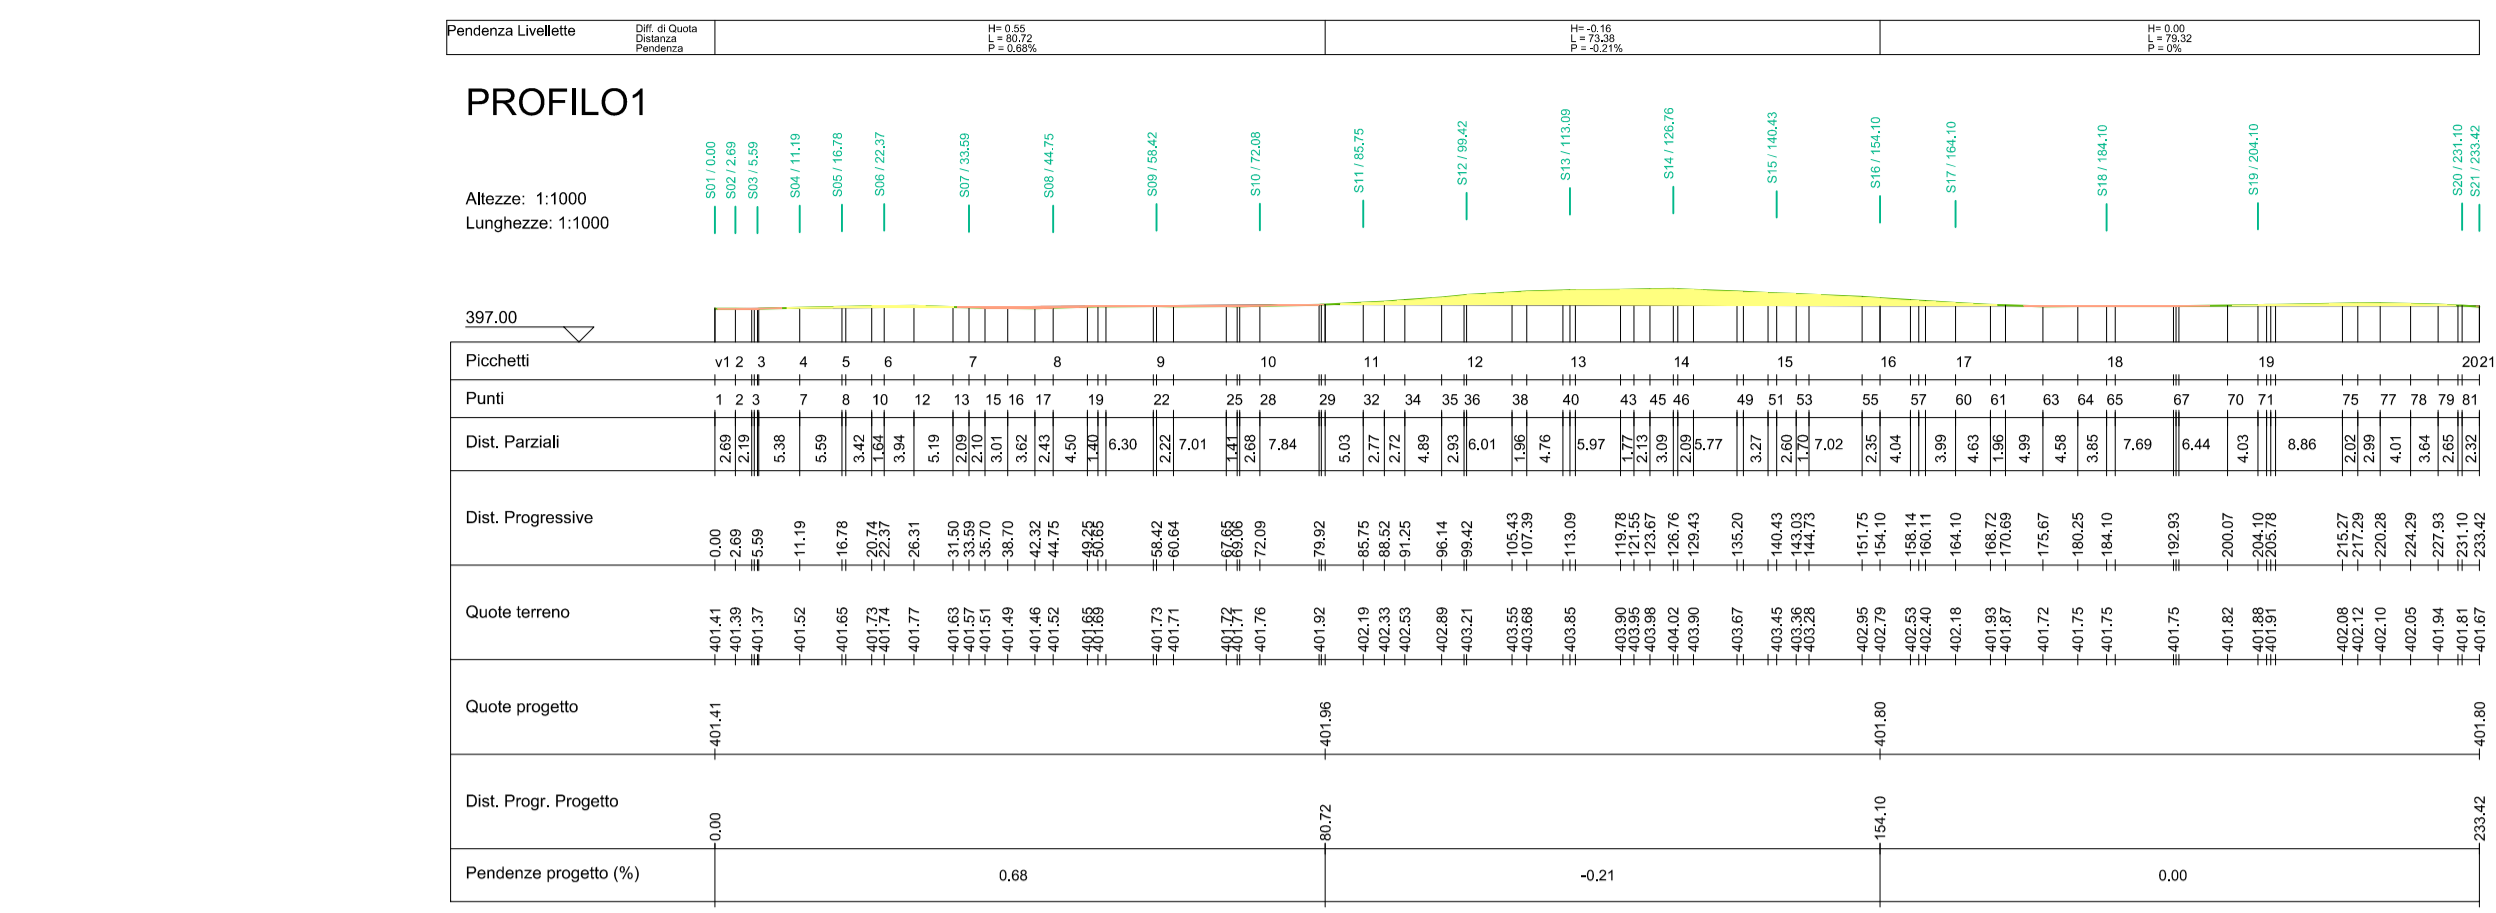 Pendenza Livellette
Diff. di Quota
Distanza
Pendenza
H= 0.55
L = 80.72
P = 0.68%
H= -0.16
L = 73.38
P = -0.21%
H= 0.00
L = 79.32
P = 0%
PROFILO1
Altezze: 1:1000
Lunghezze: 1:1000
S01 / 0.00
S02 / 2.69
S03 / 5.59
S04 / 11.19
S05 / 16.78
S06 / 22.37
S07 / 33.59
S08 / 44.75
S09 / 58.42
S10 / 72.08
S11 / 85.75
S12 / 99.42
S13 / 113.09
S14 / 126.76
S15 / 140.43
S16 / 154.10
S17 / 164.10
S18 / 184.10
S19 / 204.10
S20 / 231.10
S21 / 233.42
397.00
Picchetti v1 2 3 4 5 6 7 8 9 10 11 12 13 14 15 16 17 18 19 2021
Punti 1 2 3 7 8 10 12 13 15 16 17 19 22 25 28 29 32 34 35 36 38 40 43 45 46 49 51 53 55 57 60 61 63 64 65 67 70 71 75 77 78 79 81
Dist. Parziali 2.69 2.19 5.38 5.59 3.42 1.64 3.94 5.19 2.09 2.10 3.01 3.62 2.43 4.50 1.40 6.30 2.22 7.01 1.41 2.68 7.84 5.03 2.77 2.72 4.89 2.93 6.01 1.96 4.76 5.97 1.77 2.13 3.09 2.09 5.77 3.27 2.60 1.70 7.02 2.35 4.04 3.99 4.63 1.96 4.99 4.58 3.85 7.69 6.44 4.03 8.86 2.02 2.99 4.01 3.64 2.65 2.32
Dist. Progressive 0.00 2.69 5.59 11.19 16.78 20.74 22.37 26.31 31.50 33.59 35.70 38.70 42.32 44.75 49.25 50.65 58.42 60.64 67.65 69.06 72.09 79.92 85.75 88.52 91.25 96.14 99.42 105.43 107.39 113.09 119.78 121.55 123.67 126.76 129.43 135.20 140.43 143.03 144.73 151.75 154.10 158.14 160.11 164.10 168.72 170.69 175.67 180.25 184.10 192.93 200.07 204.10 205.78 215.27 217.29 220.28 224.29 227.93 231.10 233.42
Quote terreno 401.41 401.39 401.37 401.52 401.65 401.73 401.74 401.77 401.63 401.57 401.51 401.49 401.46 401.52 401.65 401.69 401.73 401.71 401.72 401.71 401.76 401.92 402.19 402.33 402.53 402.89 403.21 403.55 403.68 403.85 403.90 403.95 403.98 404.02 403.90 403.67 403.45 403.36 403.28 402.95 402.79 402.53 402.40 402.18 401.93 401.87 401.72 401.75 401.75 401.75 401.82 401.88 401.91 402.08 402.12 402.10 402.05 401.94 401.81 401.67
Quote progetto 401.41 401.96 401.80 401.80
Dist. Progr. Progetto 0.00 80.72 154.10 233.42
Pendenze progetto (%) 0.68 -0.21 0.00